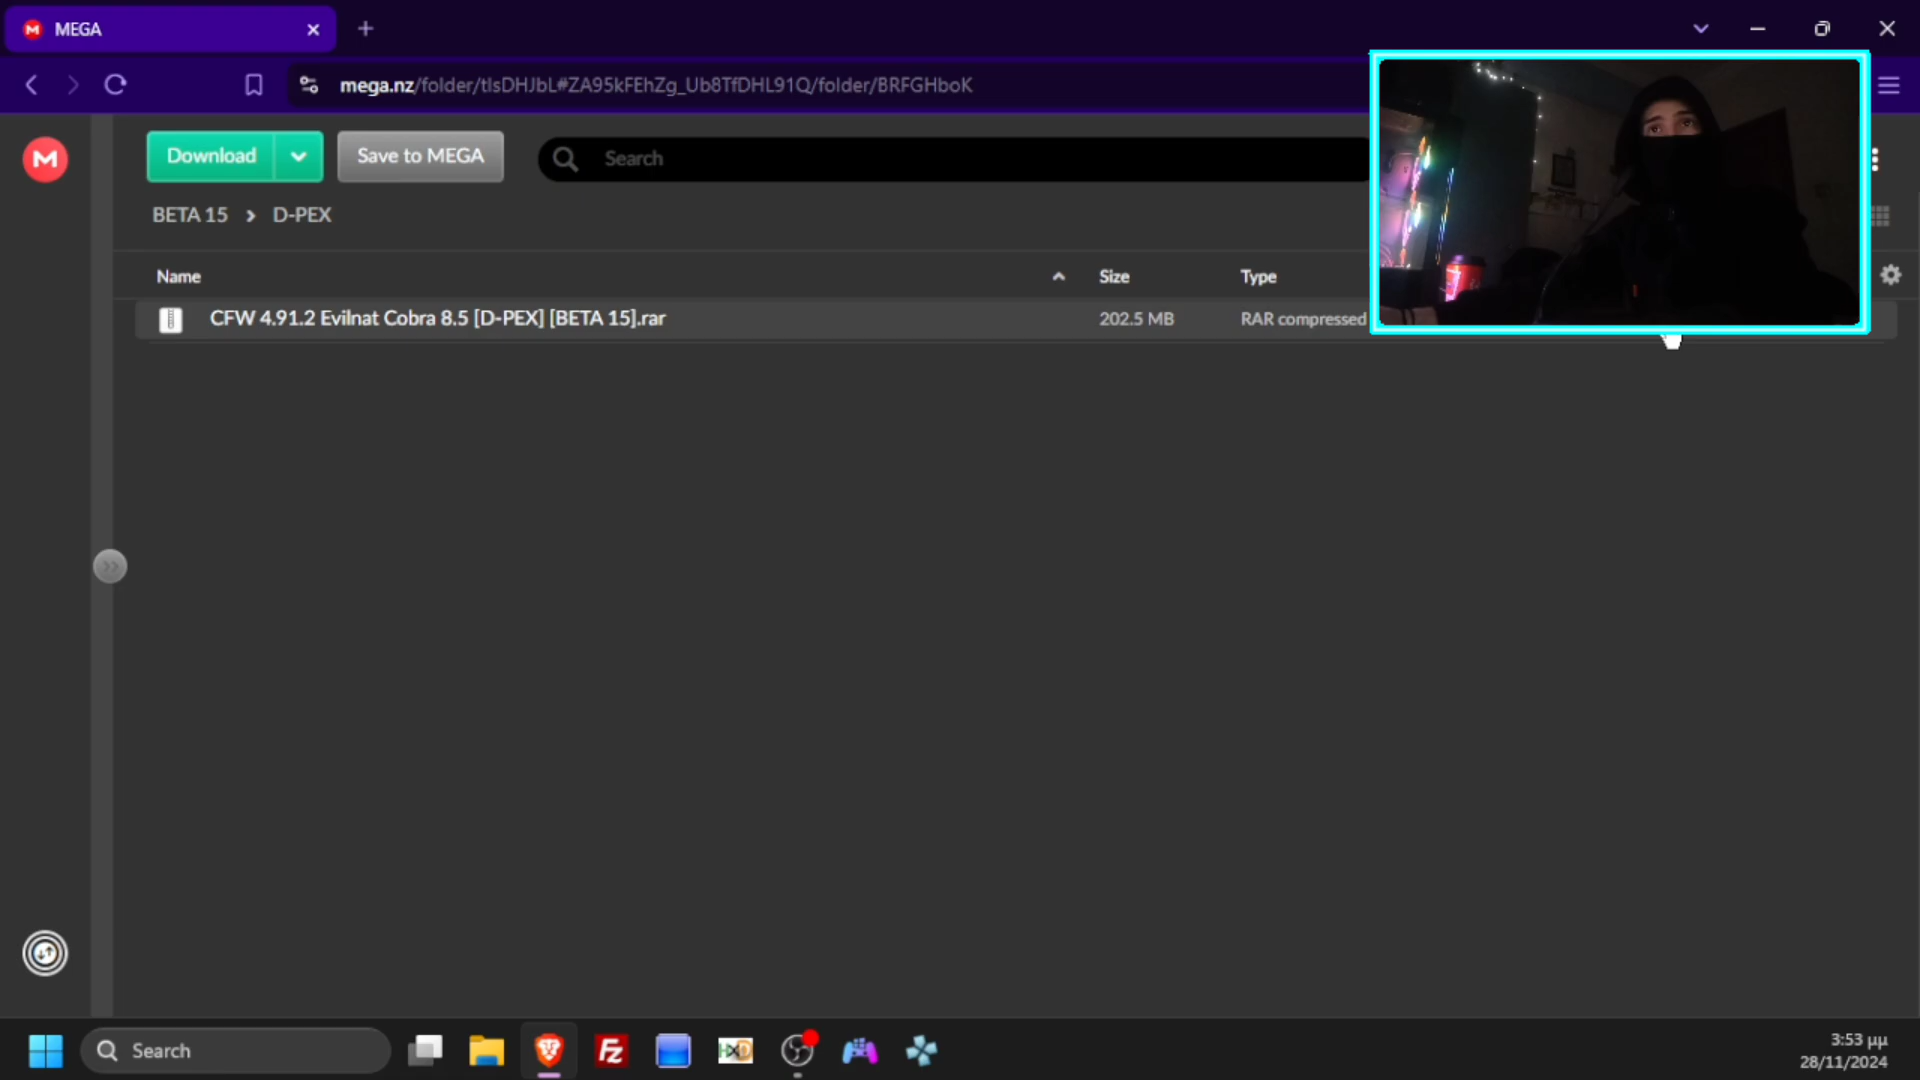 MEGA
mega.nz/folder/tlsDHJbL#ZA95kFEhZg_Ub8TfDHL91Q/folder/BRFGHboK
Download
Save to MEGA
Search
BETA 15 > D-PEX
Name Size Type
CFW 4.91.2 Evilnat Cobra 8.5 [D-PEX] [BETA 15].rar 202.5 MB RAR compressed
Search
3:53 μμ
28/11/2024